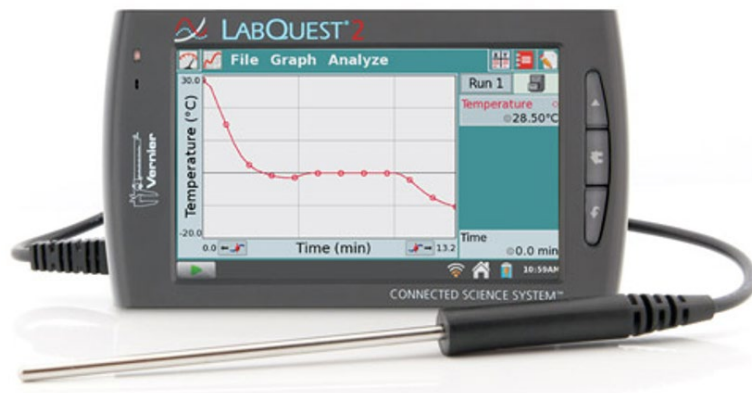 LABQUEST® 2
File Graph Analyze
Run 1
30.0
Temperature (°C)
-20.0
Temperature
28.50°C
0.0
Time (min)
13.2
Time
0.0 min
10:59AM
Vernier
CONNECTED SCIENCE SYSTEM™